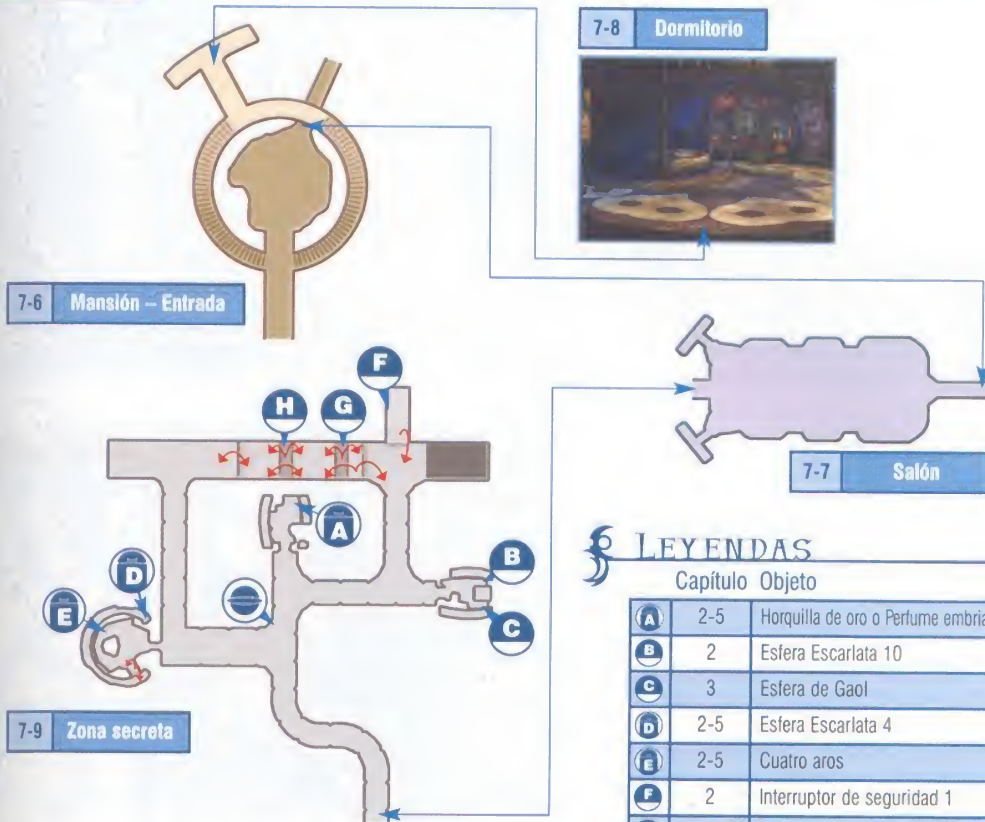 7-8 Dormitorio
7-6 Mansión – Entrada
F
H
G
A
B
D
E
C
7-7 Salón
7-9 Zona secreta
LEYENDAS
Capítulo Objeto
A 2-5 Horquilla de oro o Perfume embria
B 2 Esfera Escarlata 10
C 3 Esfera de Gaol
D 2-5 Esfera Escarlata 4
E 2-5 Cuatro aros
F 2 Interruptor de seguridad 1